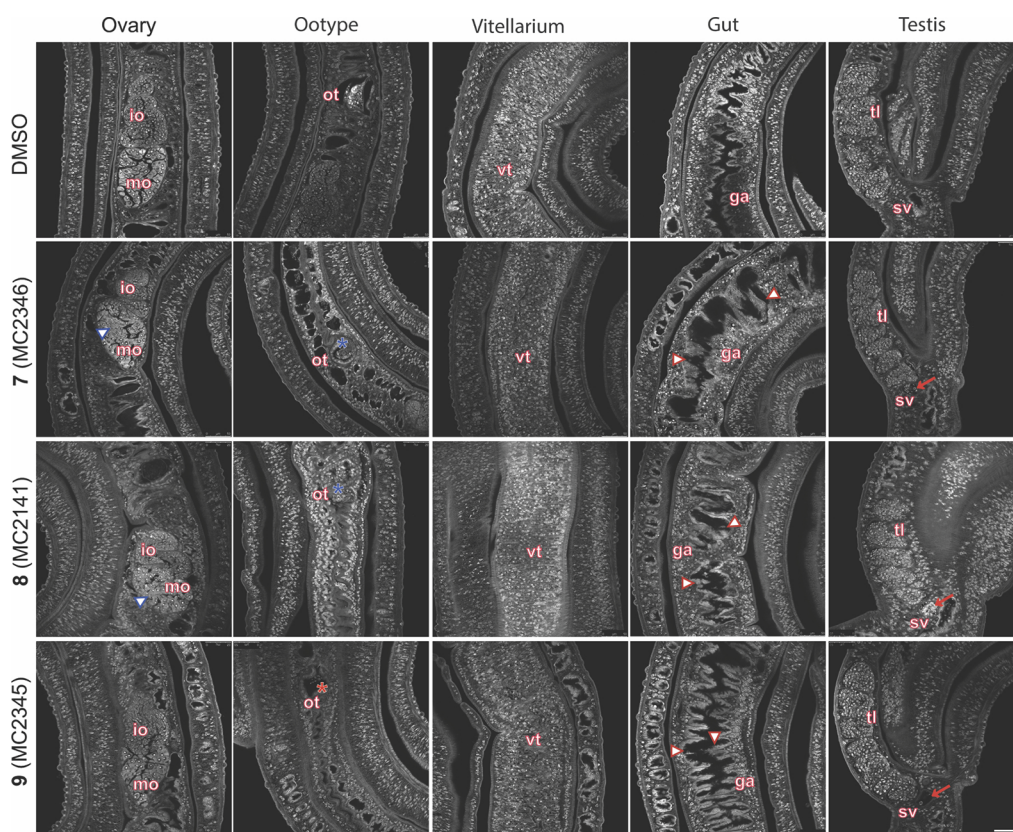 Ovary Ootype Vitellarium Gut Testis
DMSO
io
mo
ot
vt
ga
tl
sv
7 (MC2346)
io
mo
ot
*
vt
ga
tl
sv
8 (MC2141)
io
mo
ot
*
vt
ga
tl
sv
9 (MC2345)
io
mo
ot
*
vt
ga
tl
sv